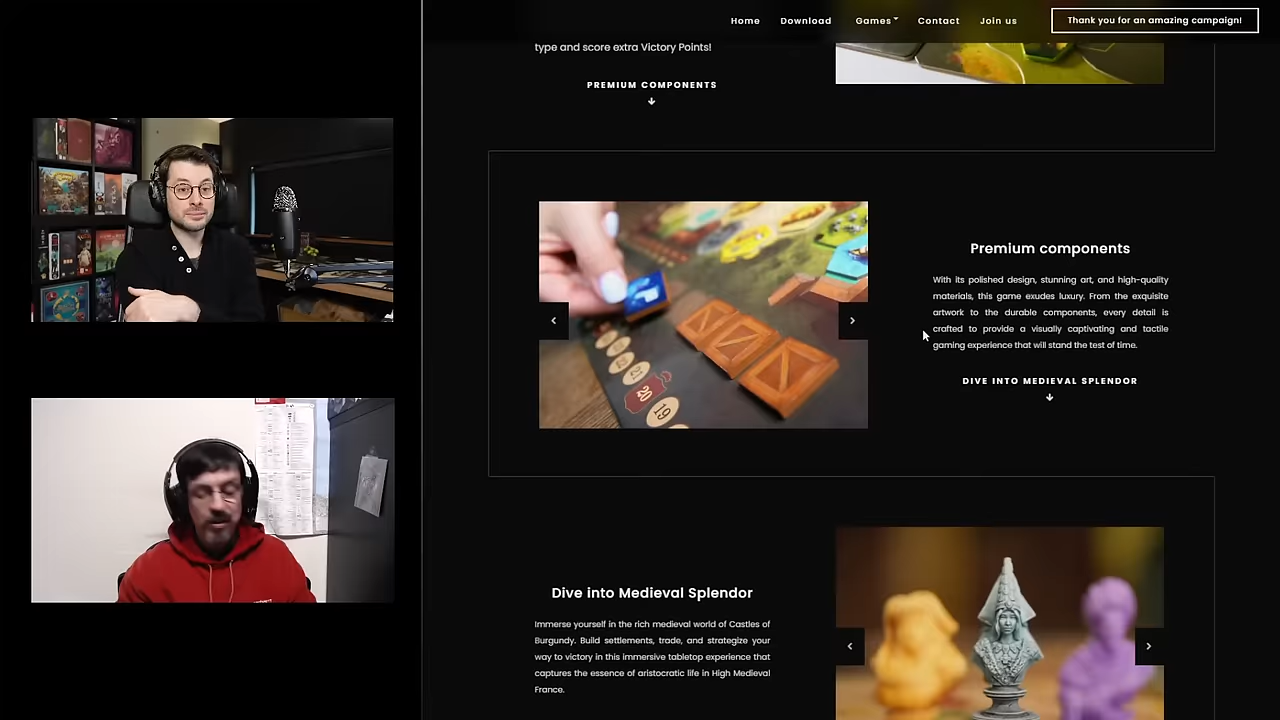 Home Download Games Contact Join us Thank you for an amazing campaign!
type and score extra Victory Points!
PREMIUM COMPONENTS
Premium components
With its polished design, stunning art, and high-quality
materials, this game exudes luxury. From the exquisite
artwork to the durable components, every detail is
crafted to provide a visually captivating and tactile
gaming experience that will stand the test of time.
DIVE INTO MEDIEVAL SPLENDOR
20
19
Dive into Medieval Splendor
Immerse yourself in the rich medieval world of Castles of
Burgundy. Build settlements, trade, and strategize your
way to victory in this immersive tabletop experience that
captures the essence of aristocratic life in High Medieval
France.